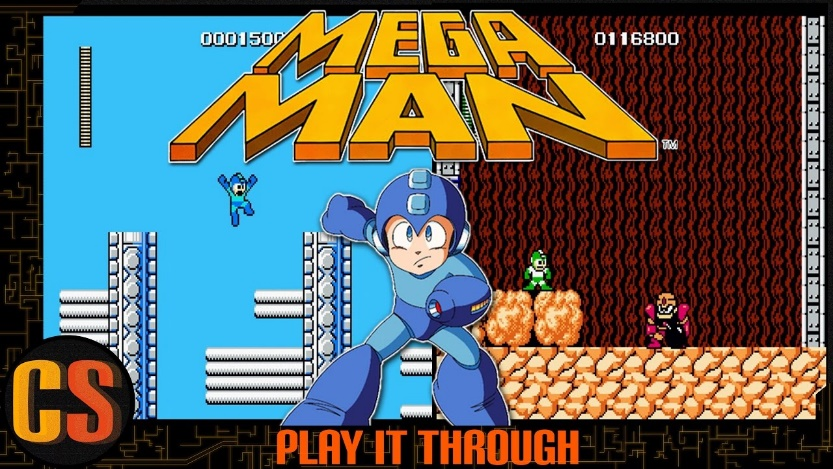 0001500
0116800
MEGA
MAN
TM
CS
PLAY IT THROUGH